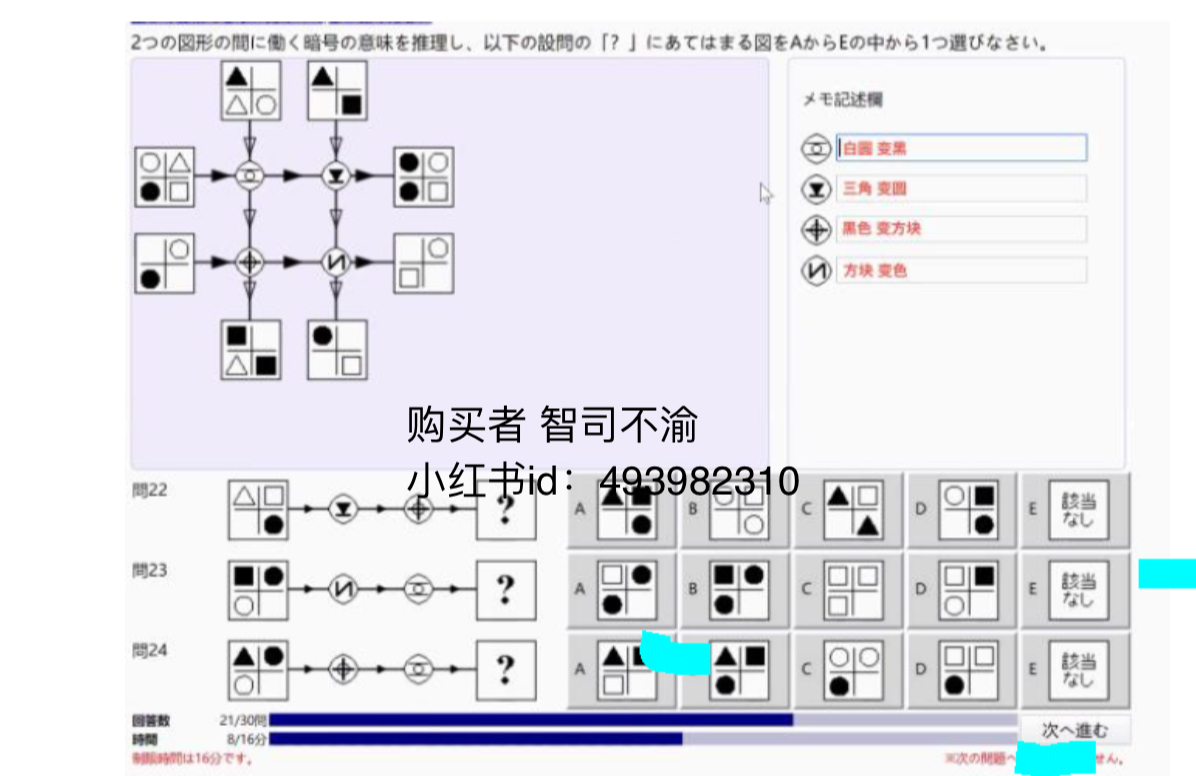 2つの図形の間に働く暗号の意味を推理し、以下の設問の「？」にあてはまる図をAからEの中から1つ選びなさい。
メモ記述欄
白圆 变黑
三角 变圆
黑色 变方块
方块 变色
购买者 智司不渝
小红书id：493982310
問22
? A B C D E 該当なし
問23
? A B C D E 該当なし
問24
? A C D E 該当なし
回答数 21/30問
時間 8/16分
次へ進む
制限時間は16分です。
※次の問題へ せん。